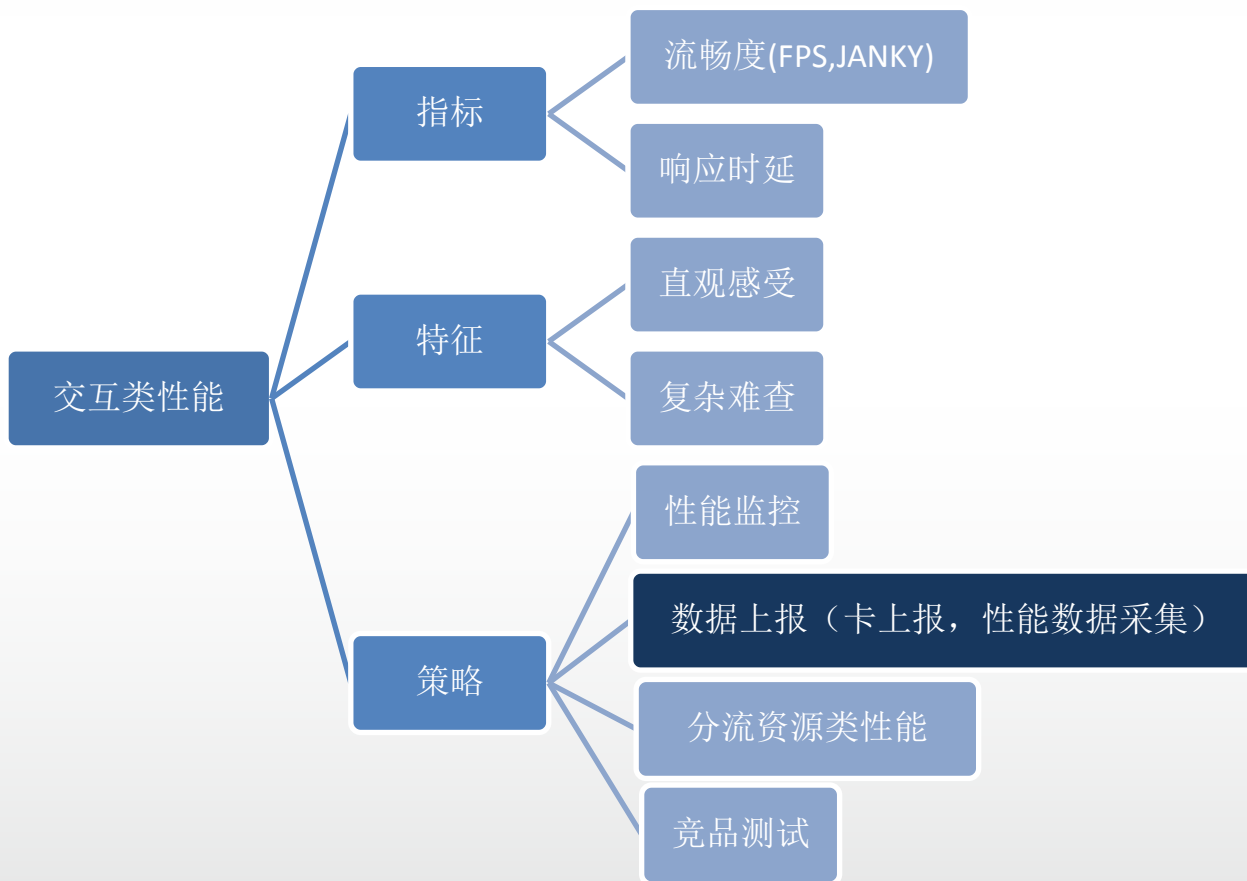 交互类性能
指标
流畅度(FPS,JANKY)
响应时延
特征
直观感受
复杂难查
策略
性能监控
数据上报（卡上报，性能数据采集）
分流资源类性能
竞品测试